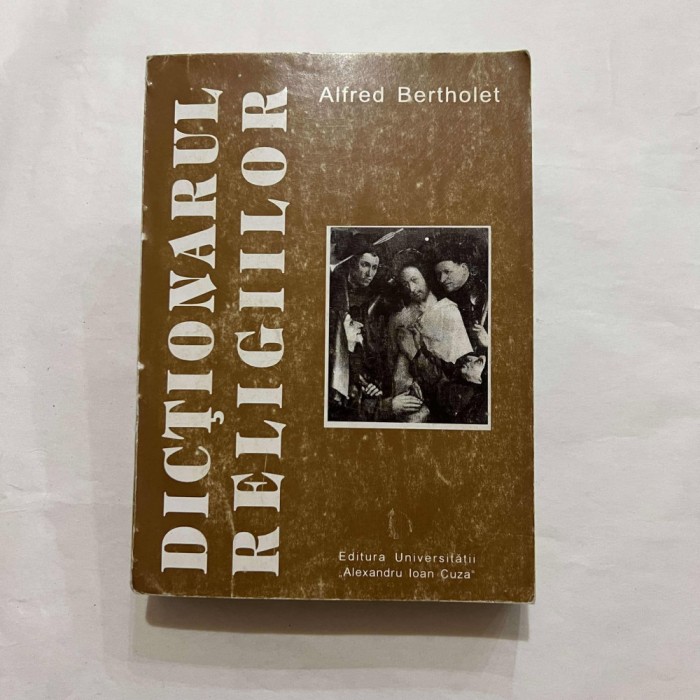 DICȚIONARUL
RELIGIILOR
Alfred Bertholet
Editura Universității
„Alexandru Ioan Cuza”